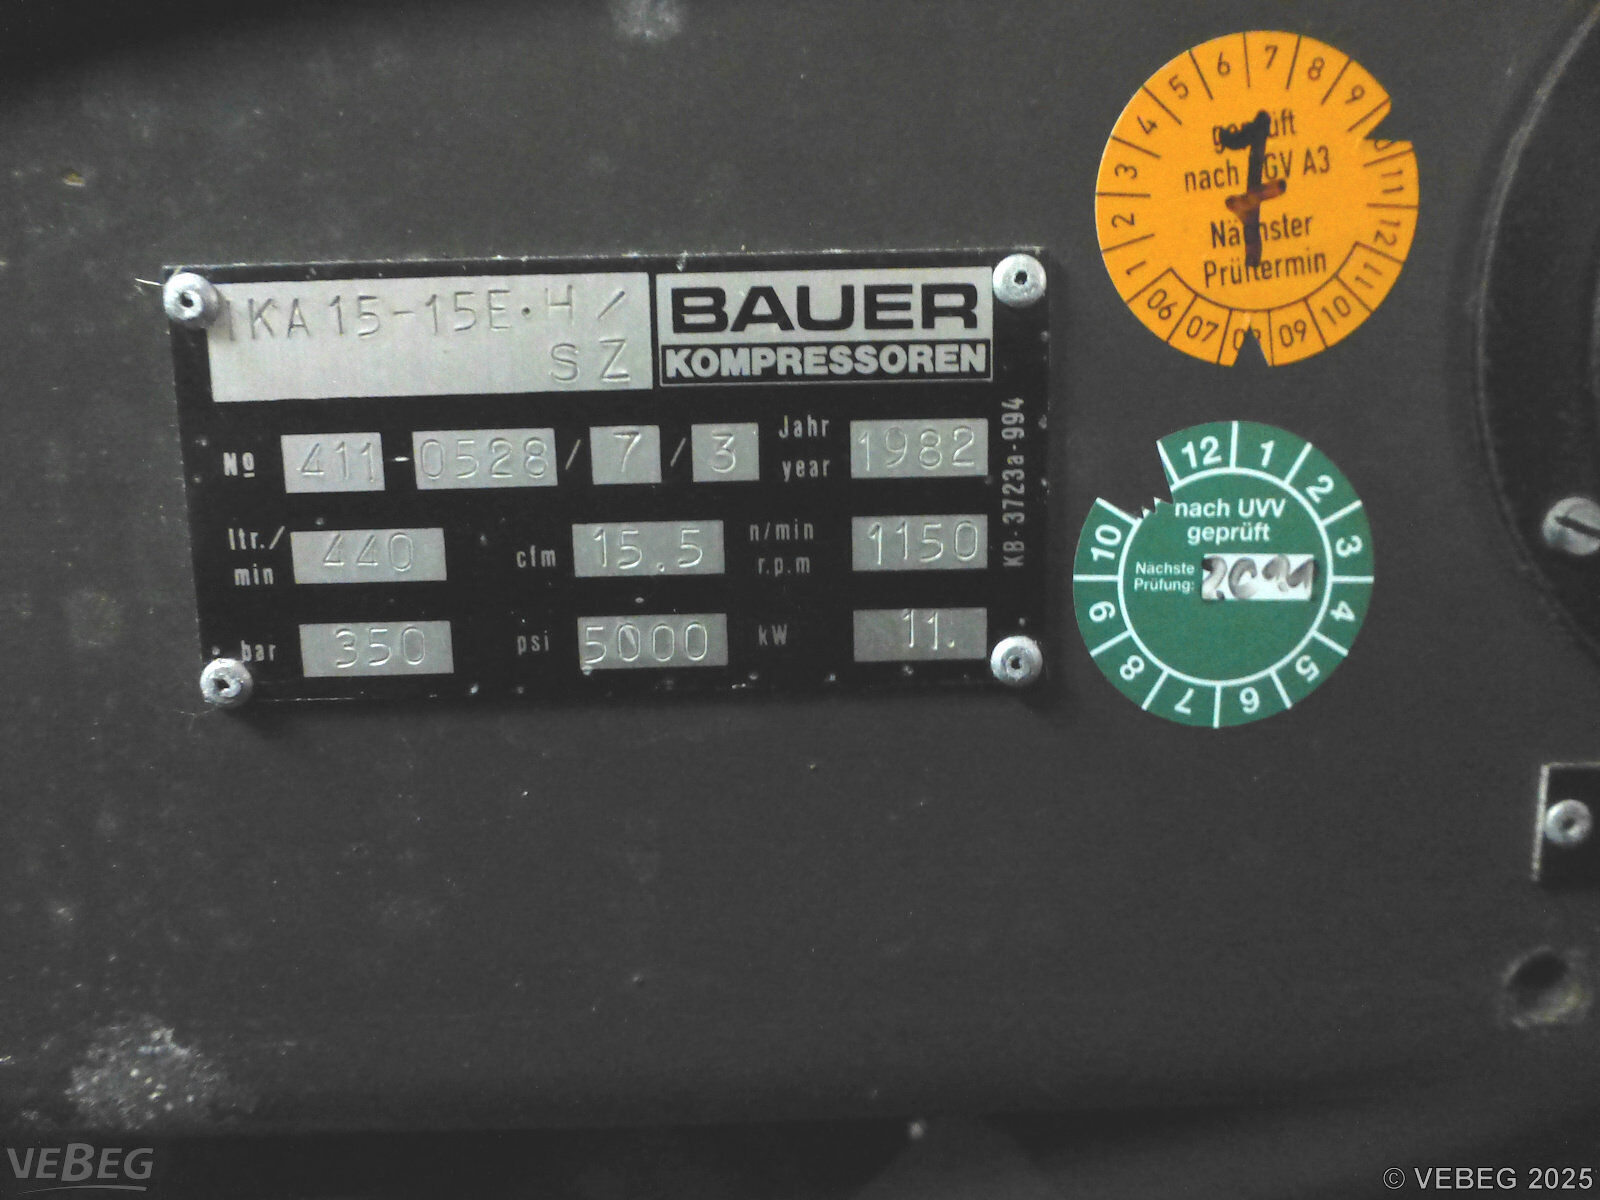 IKA 15-15E·H/
SZ
BAUER
KOMPRESSOREN
Nº 411-0528/7/3 Jahr year 1982
ltr./min 440 cfm 15.5 n/min r.p.m 1150
bar 350 psi 5000 kW 11.
KB·3723a·994
1 2 3 4 5 6 7 8 9 11 12
geprüft
nach A3
Nächster
Prüftermin
06 07 09 10 11
12 1 2 3 4 5 6 7 8 9 10
nach UVV
geprüft
Nächste
Prüfung:
VEBEG
© VEBEG 2025